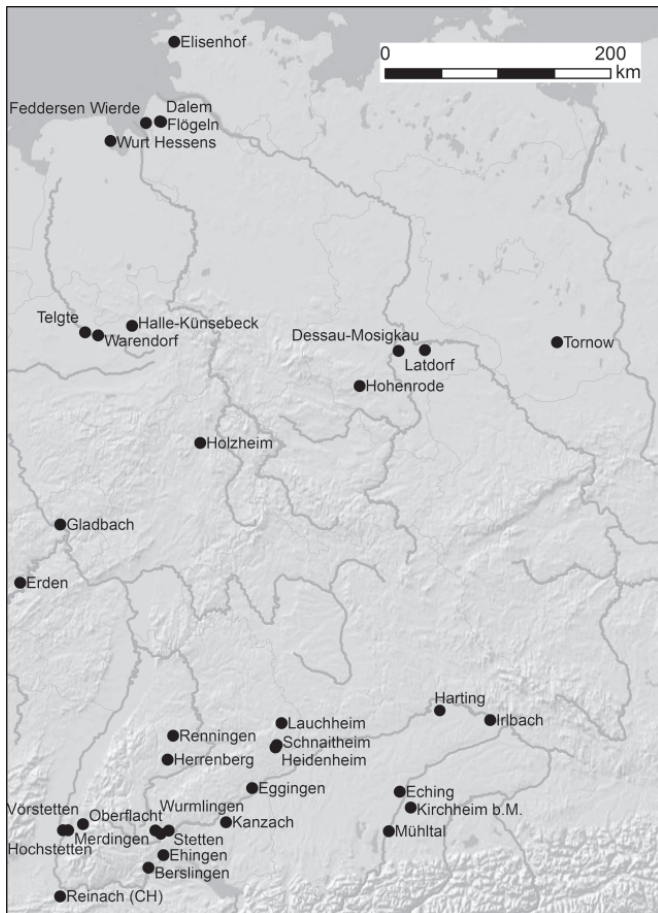 Elisenhof
0 200
km
Feddersen Wierde
Dalem
Flögeln
Wurt Hessens
Telgte
Halle-Künsebeck
Warendorf
Dessau-Mosigkau
Latdorf
Tornow
Hohenrode
Holzheim
Gladbach
Erden
Harting
Irlbach
Lauchheim
Renningen
Schnaitheim
Heidenheim
Herrenberg
Eggingen
Eching
Kirchheim b.M.
Mühltal
Vorstetten
Oberflacht
Wurmlingen
Kanzach
Hochstetten
Merdingen
Stetten
Ehingen
Berslingen
Reinach (CH)